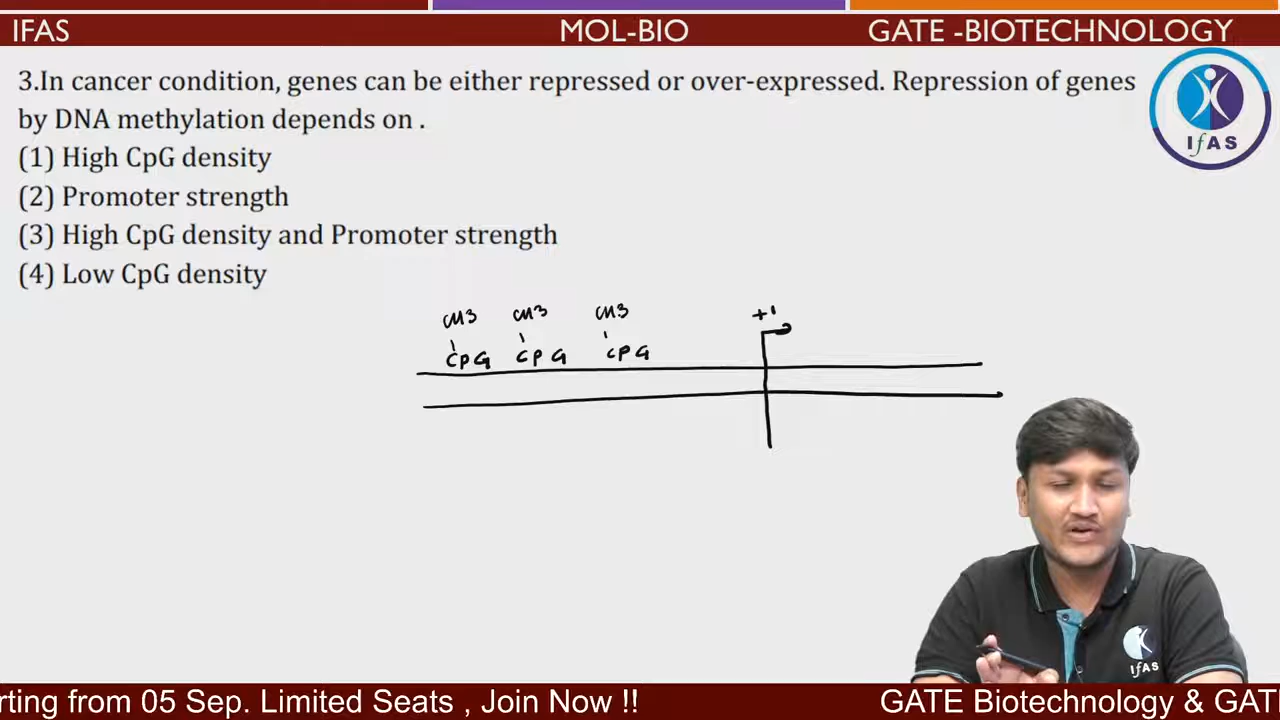 IFAS MOL-BIO GATE -BIOTECHNOLOGY
3.In cancer condition, genes can be either repressed or over-expressed. Repression of genes
by DNA methylation depends on .
(1) High CpG density
(2) Promoter strength
(3) High CpG density and Promoter strength
(4) Low CpG density
IfAS
CH3 CH3 CH3 +1
CPG CPG CPG
IfAS
rting from 05 Sep. Limited Seats , Join Now !! GATE Biotechnology & GAT